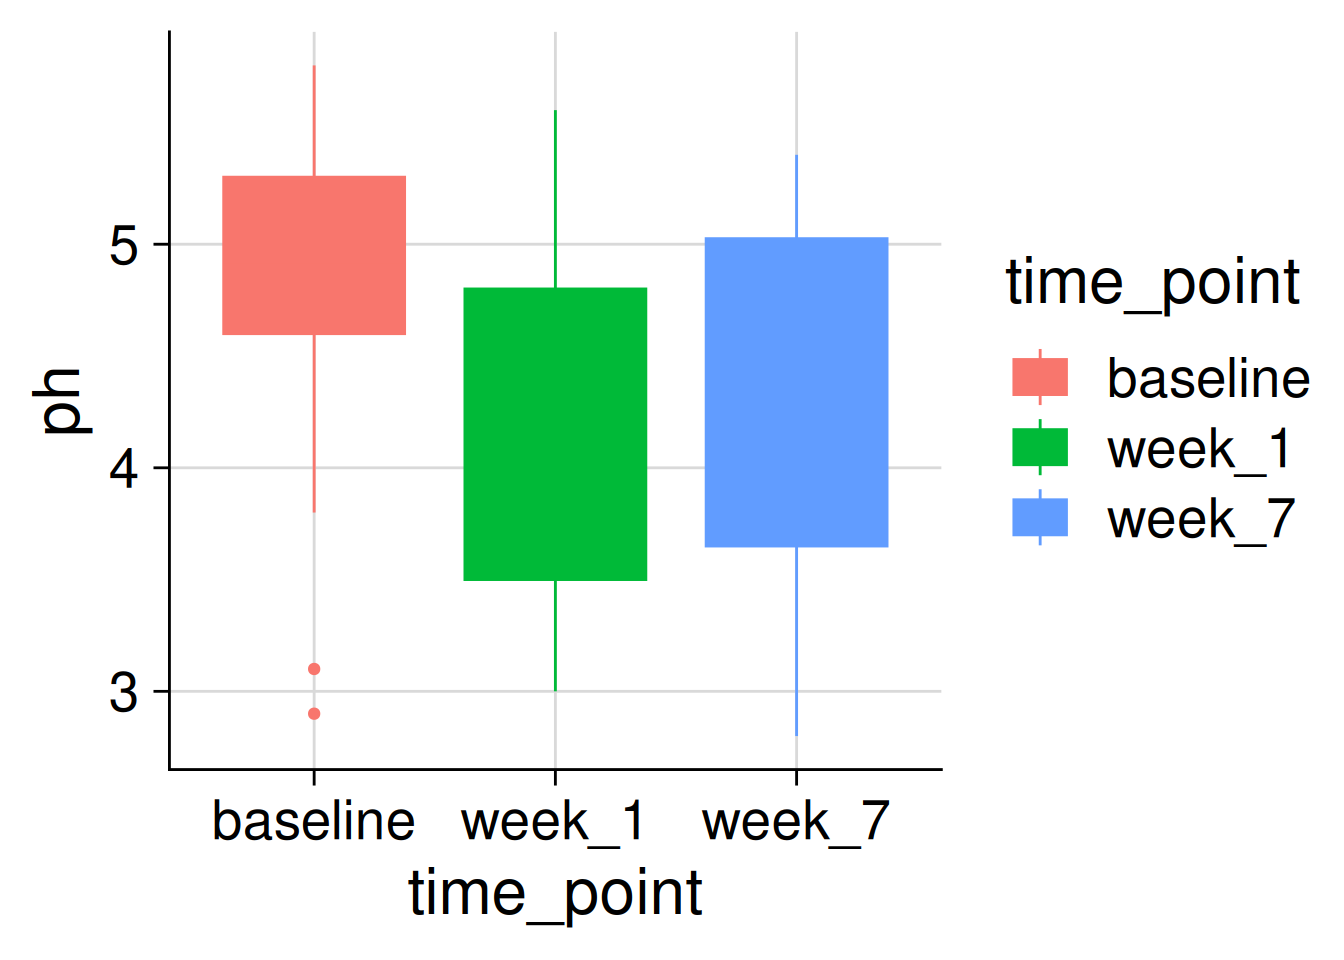 ph
5
4
3
baseline week_1 week_7
time_point
time_point
baseline
week_1
week_7